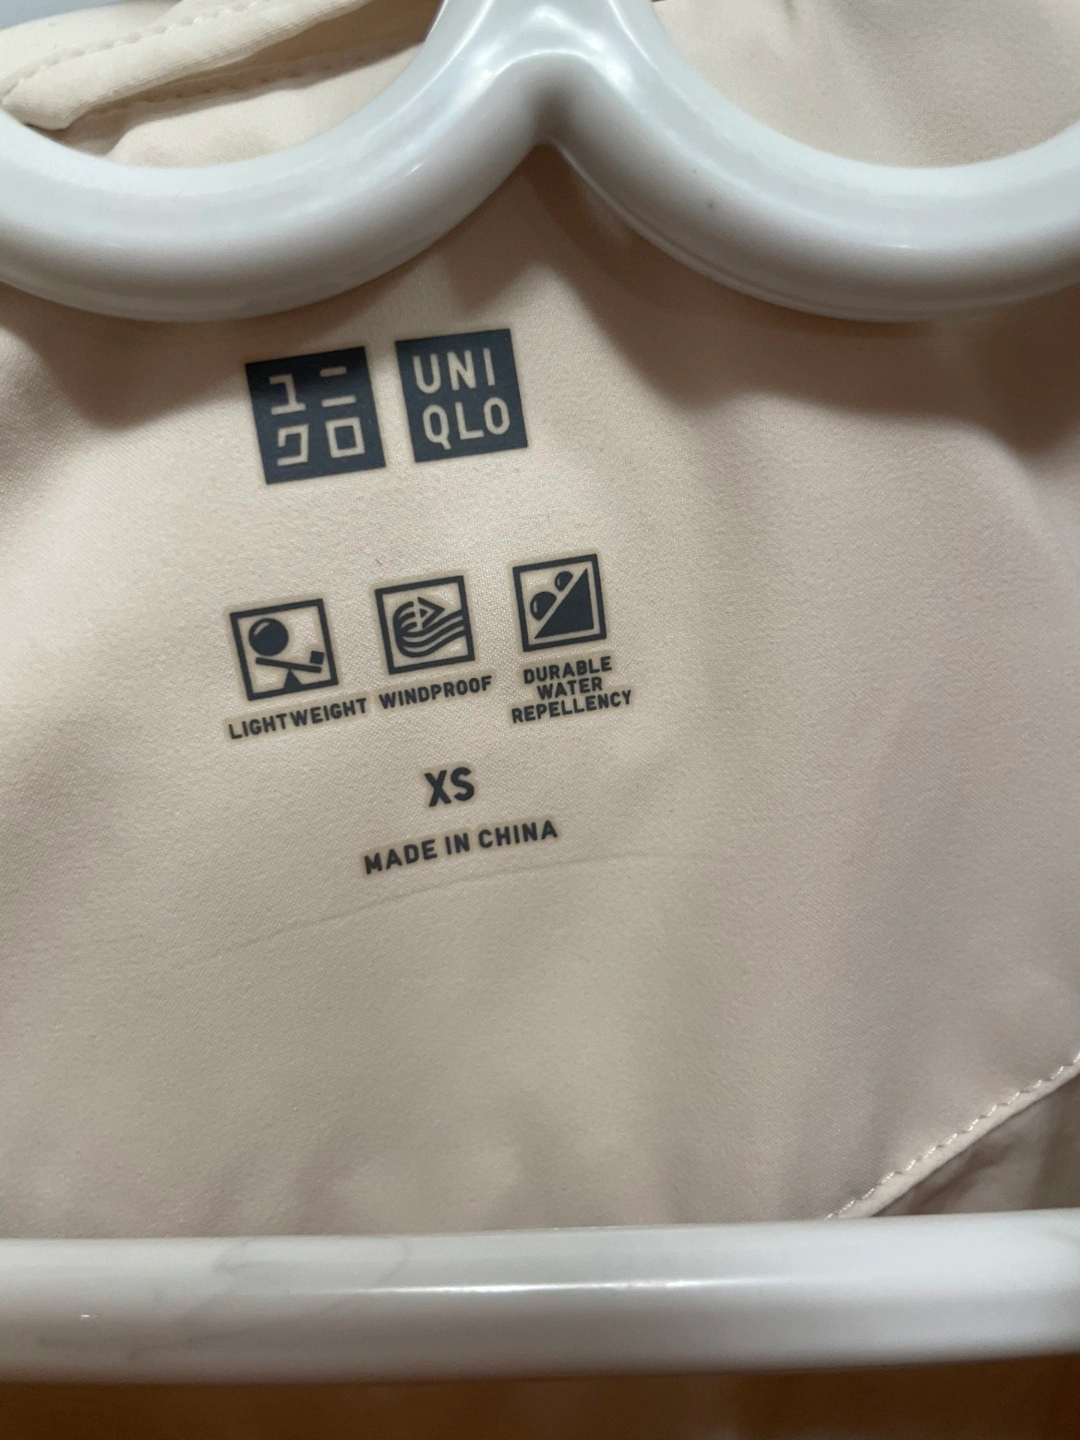 ユニ
クロ
UNI
QLO
LIGHTWEIGHT
WINDPROOF
DURABLE
WATER
REPELLENCY
XS
MADE IN CHINA